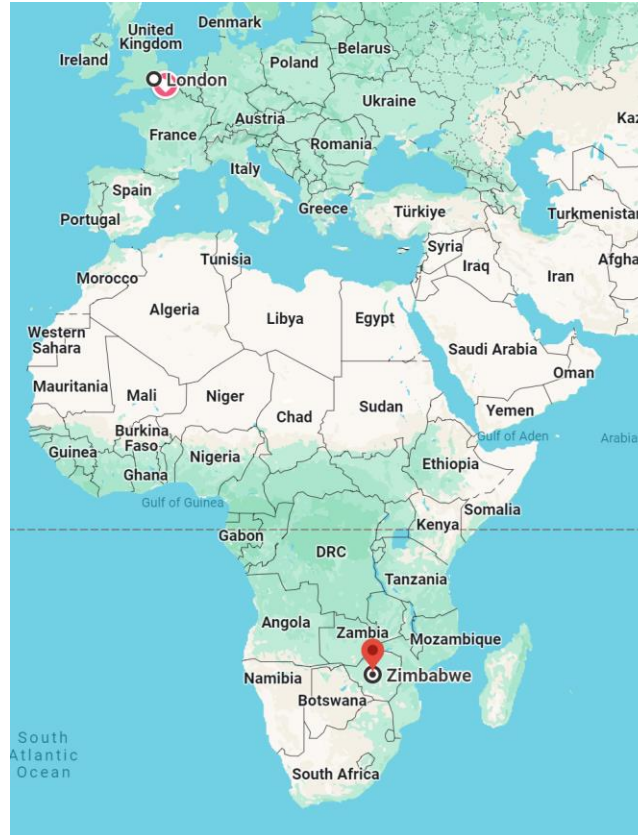 Denmark
United
Kingdom
Ireland
Belarus
Poland
London
Ukraine
Austria
France
Kaz
Romania
Italy
Spain
Portugal
Greece
Türkiye
Turkmenistan
Tunisia
Syria
Afgha
Morocco
Iraq
Iran
Algeria
Libya
Egypt
Western
Sahara
Saudi Arabia
Oman
Mauritania
Mali
Niger
Chad
Sudan
Yemen
Burkina
Faso
Gulf of Aden
Arabia
Guinea
Nigeria
Ethiopia
Ghana
Gulf of Guinea
Somalia
Kenya
Gabon
DRC
Tanzania
Angola
Zambia
Mozambique
Namibia
Zimbabwe
Botswana
South
Atlantic
Ocean
South Africa